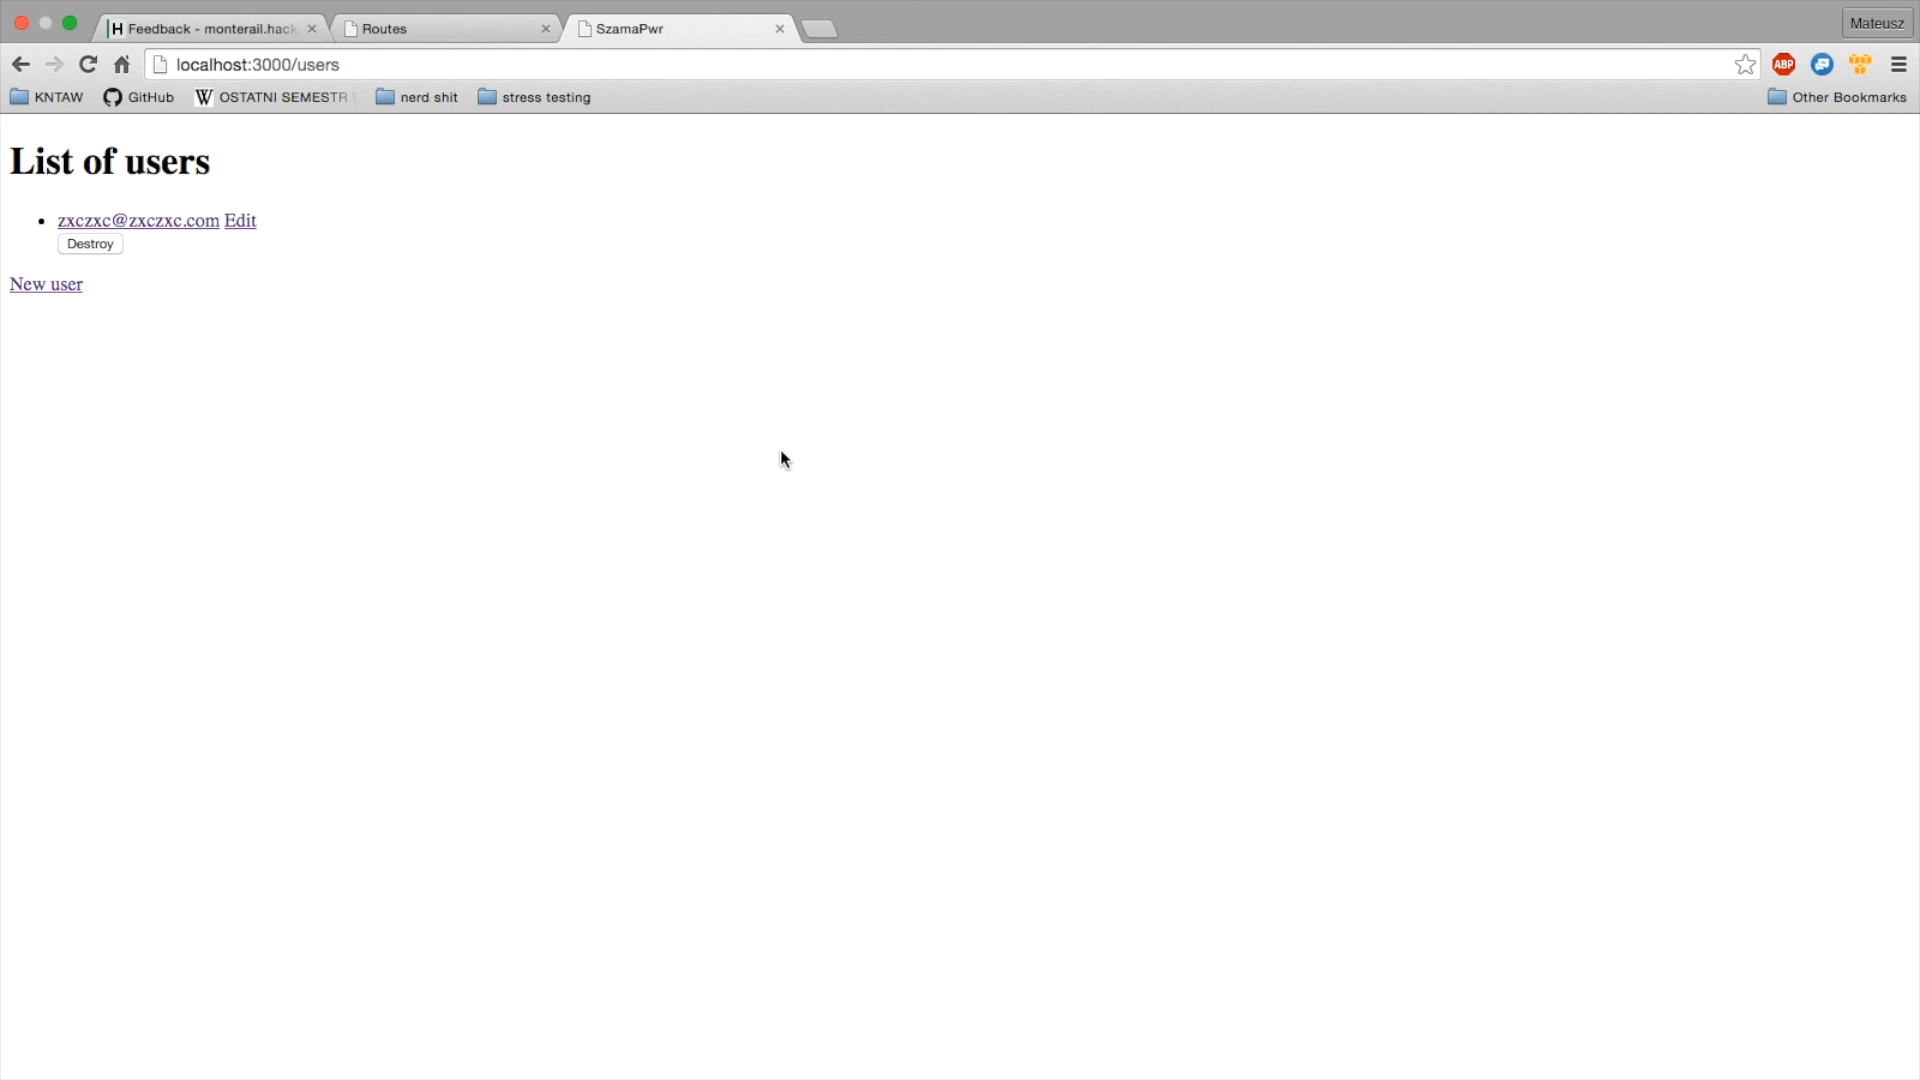 Feedback - monterail.hack
Routes
SzamaPwr
Mateusz
localhost:3000/users
ABP
KNTAW
GitHub
W OSTATNI SEMESTR
nerd shit
stress testing
Other Bookmarks
List of users
zxczxc@zxczxc.com Edit
Destroy
New user